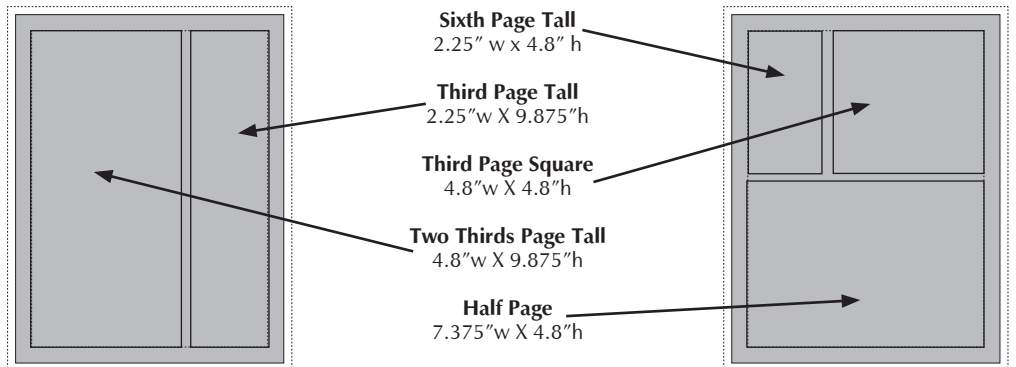 Sixth Page Tall
2.25” w x 4.8” h
Third Page Tall
2.25”w X 9.875”h
Third Page Square
4.8”w X 4.8”h
Two Thirds Page Tall
4.8”w X 9.875”h
Half Page
7.375”w X 4.8”h